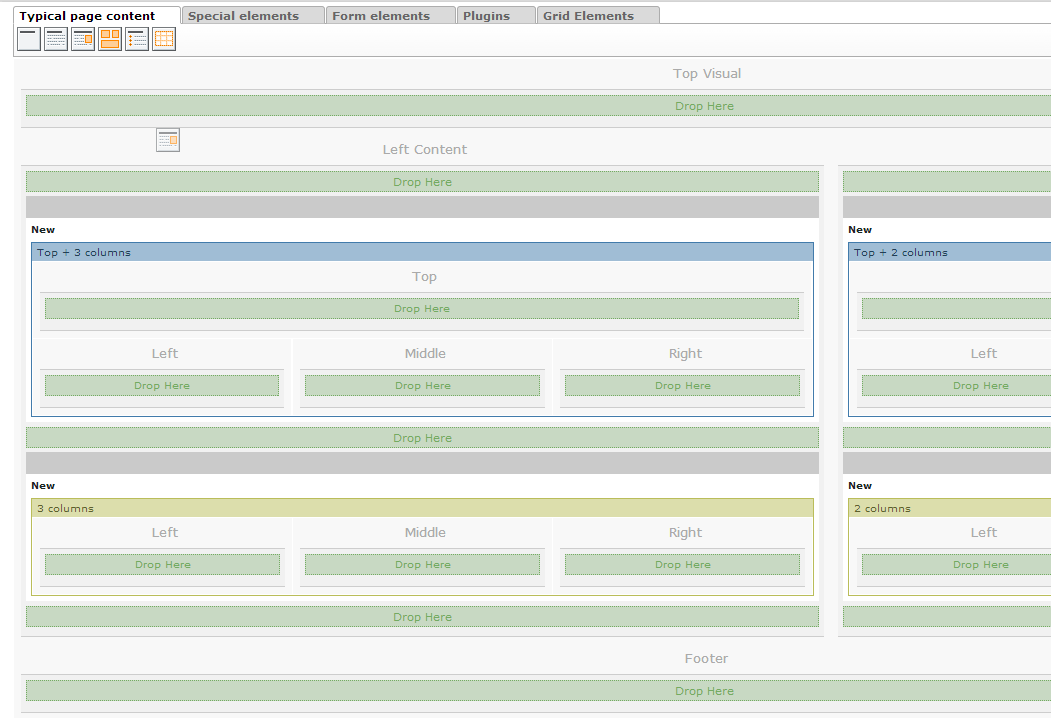 Typical page content Special elements Form elements Plugins Grid Elements
Top Visual
Drop Here
Left Content
Drop Here
New New
Top + 3 columns Top + 2 columns
Top
Drop Here
Left Middle Right Left
Drop Here Drop Here Drop Here Drop Here
Drop Here
New New
3 columns 2 columns
Left Middle Right Left
Drop Here Drop Here Drop Here Drop Here
Drop Here
Footer
Drop Here